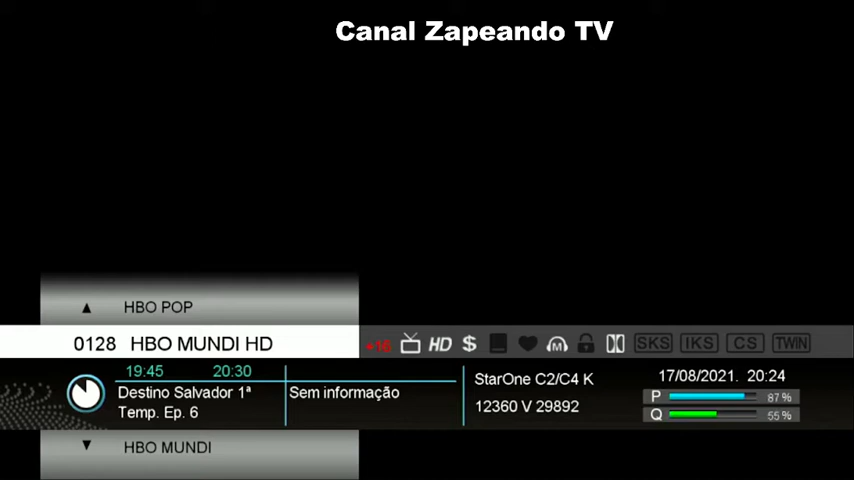 Canal Zapeando TV
HBO POP
0128 HBO MUNDI HD +16 HD $ SKS IKS CS TWIN
19:45 20:30
Destino Salvador 1ª
Temp. Ep. 6
Sem informação
StarOne C2/C4 K
12360 V 29892
17/08/2021. 20:24
P 87 %
Q 55 %
HBO MUNDI